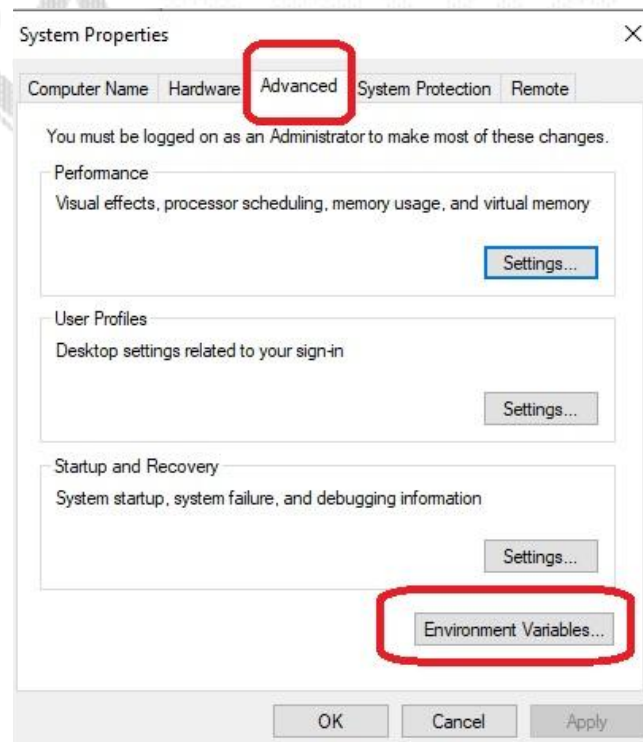 System Properties
Computer Name Hardware Advanced System Protection Remote
You must be logged on as an Administrator to make most of these changes.
Performance
Visual effects, processor scheduling, memory usage, and virtual memory
Settings...
User Profiles
Desktop settings related to your sign-in
Settings...
Startup and Recovery
System startup, system failure, and debugging information
Settings...
Environment Variables...
OK Cancel Apply